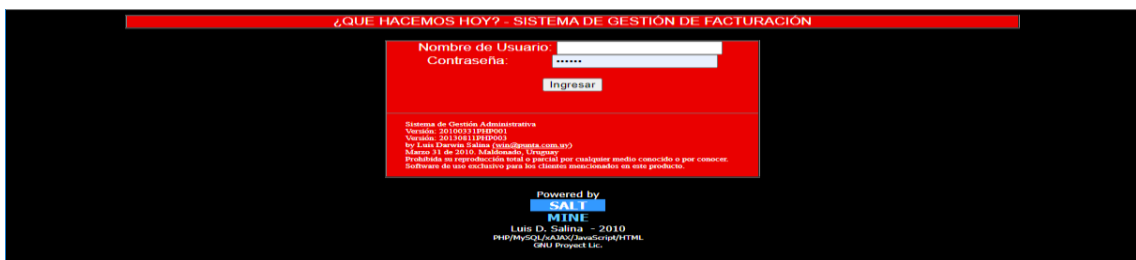 ¿QUE HACEMOS HOY? - SISTEMA DE GESTIÓN DE FACTURACIÓN
Nombre de Usuario:
Contraseña: ••••••
Ingresar
Sistema de Gestión Administrativa
Versión: 20100331PHP001
Versión: 20130811PHP003
by Luis Darwin Salina (win@punta.com.uy)
Marzo 31 de 2010. Maldonado, Uruguay
Prohibida su reproducción total o parcial por cualquier medio conocido o por conocer.
Software de uso exclusivo para los clientes mencionados en este producto.
Powered by
SALT
MINE
Luis D. Salina - 2010
PHP/MySQL/xAJAX/JavaScript/HTML
GNU Proyect Lic.